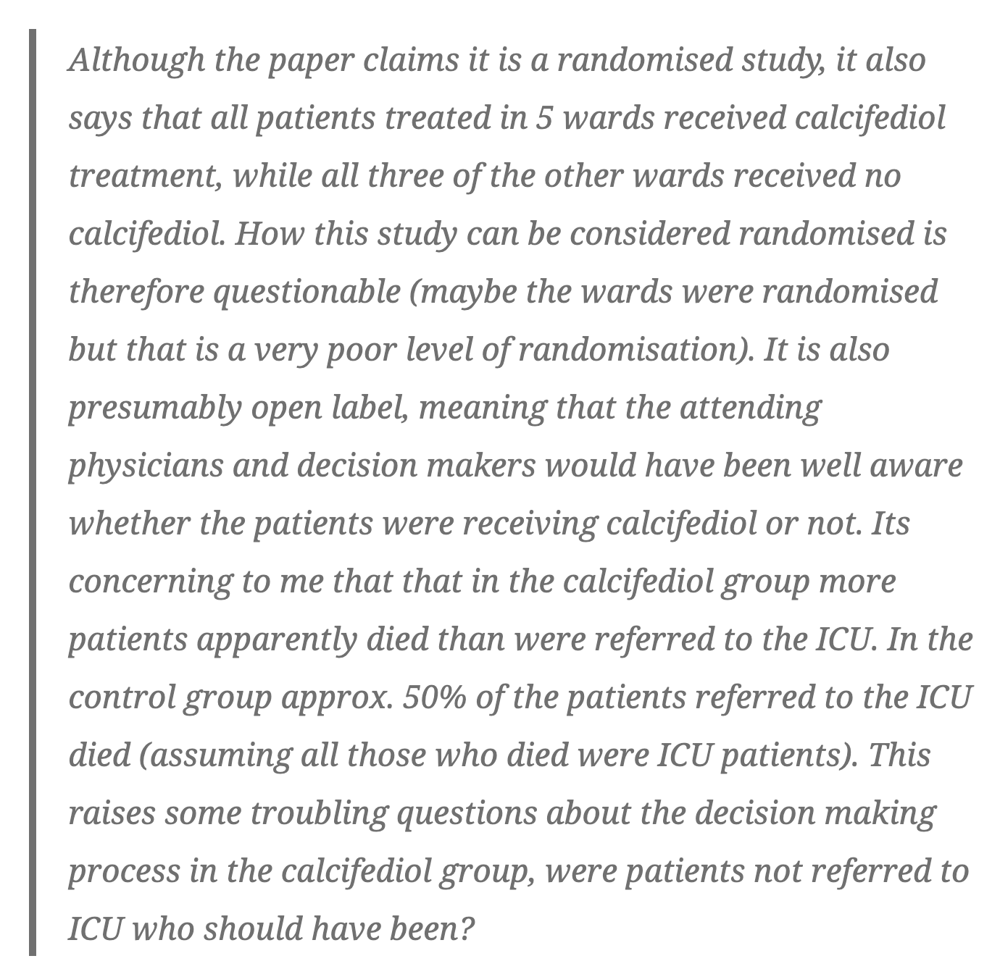 Although the paper claims it is a randomised study, it also
says that all patients treated in 5 wards received calcifediol
treatment, while all three of the other wards received no
calcifediol. How this study can be considered randomised is
therefore questionable (maybe the wards were randomised
but that is a very poor level of randomisation). It is also
presumably open label, meaning that the attending
physicians and decision makers would have been well aware
whether the patients were receiving calcifediol or not. Its
concerning to me that that in the calcifediol group more
patients apparently died than were referred to the ICU. In the
control group approx. 50% of the patients referred to the ICU
died (assuming all those who died were ICU patients). This
raises some troubling questions about the decision making
process in the calcifediol group, were patients not referred to
ICU who should have been?